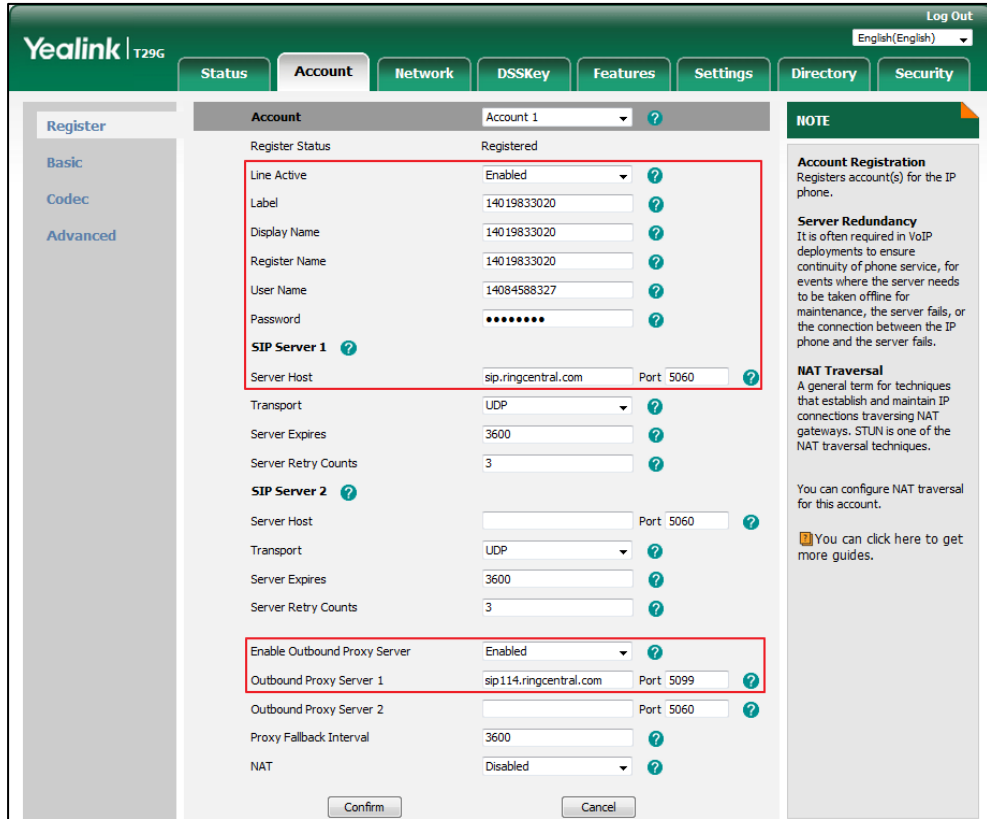 Log Out
Yealink | T29G
English(English)
Status
Account
Network
DSSKey
Features
Settings
Directory
Security
Register
Basic
Codec
Advanced
Account Account 1 ?
Register Status Registered
Line Active Enabled ?
Label 14019833020 ?
Display Name 14019833020 ?
Register Name 14019833020 ?
User Name 14084588327 ?
Password •••••••• ?
SIP Server 1 ?
Server Host sip.ringcentral.com Port 5060 ?
Transport UDP ?
Server Expires 3600 ?
Server Retry Counts 3 ?
SIP Server 2 ?
Server Host Port 5060 ?
Transport UDP ?
Server Expires 3600 ?
Server Retry Counts 3 ?
Enable Outbound Proxy Server Enabled ?
Outbound Proxy Server 1 sip114.ringcentral.com Port 5099 ?
Outbound Proxy Server 2 Port 5060 ?
Proxy Fallback Interval 3600 ?
NAT Disabled ?
Confirm
Cancel
NOTE
Account Registration
Registers account(s) for the IP
phone.
Server Redundancy
It is often required in VoIP
deployments to ensure
continuity of phone service, for
events where the server needs
to be taken offline for
maintenance, the server fails, or
the connection between the IP
phone and the server fails.
NAT Traversal
A general term for techniques
that establish and maintain IP
connections traversing NAT
gateways. STUN is one of the
NAT traversal techniques.
You can configure NAT traversal
for this account.
? You can click here to get
more guides.